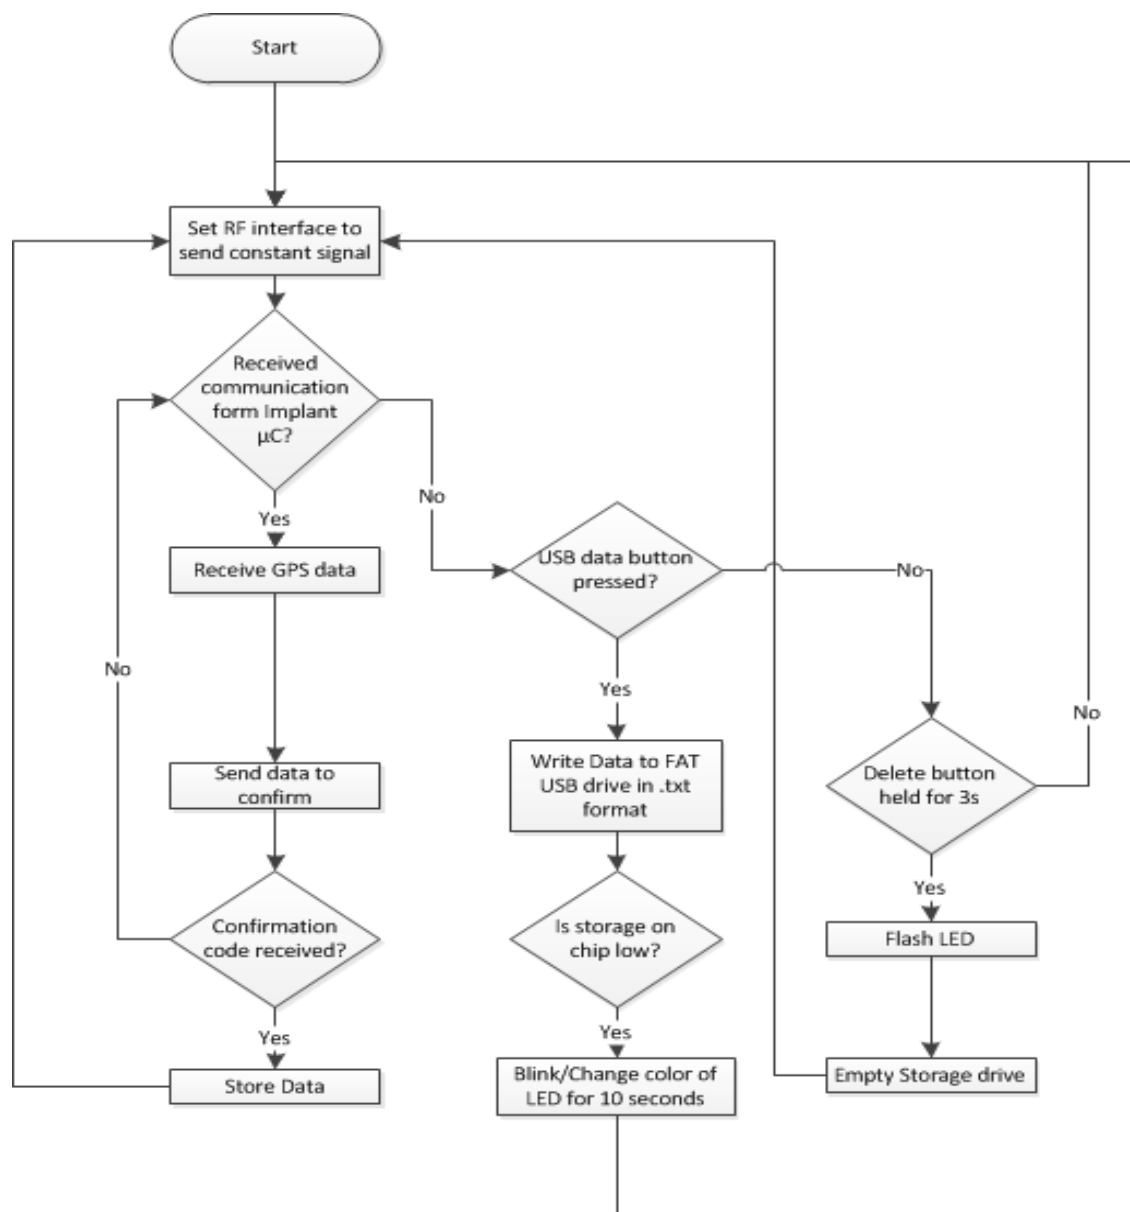 Start
Set RF interface to
send constant signal
Received
communication
form Implant
µC?
No
Yes
Receive GPS data
USB data button
pressed?
No
No
Yes
Send data to
confirm
Write Data to FAT
USB drive in .txt
format
Delete button
held for 3s
No
Confirmation
code received?
Is storage on
chip low?
Yes
Flash LED
Yes
Yes
Store Data
Blink/Change color of
LED for 10 seconds
Empty Storage drive